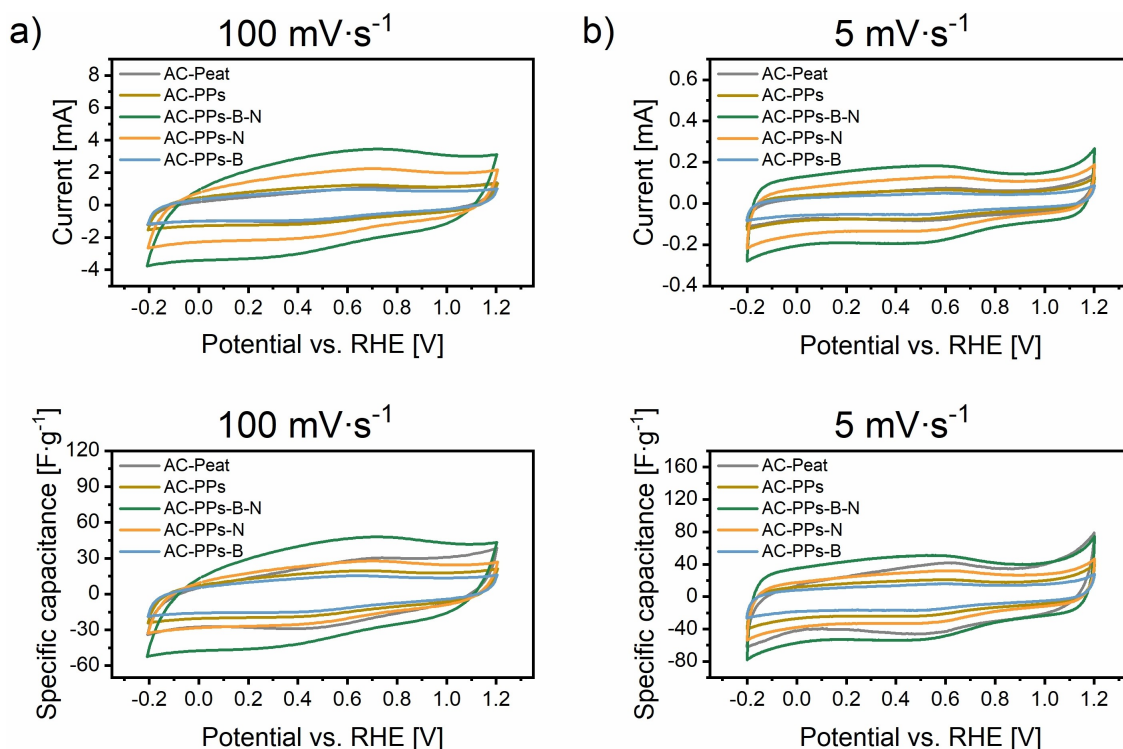 a)
100 mV·s⁻¹
Current [mA]
8
6
4
2
0
-2
-4
AC-Peat
AC-PPs
AC-PPs-B-N
AC-PPs-N
AC-PPs-B
-0.2 0.0 0.2 0.4 0.6 0.8 1.0 1.2
Potential vs. RHE [V]
b)
5 mV·s⁻¹
Current [mA]
0.6
0.4
0.2
0.0
-0.2
-0.4
AC-Peat
AC-PPs
AC-PPs-B-N
AC-PPs-N
AC-PPs-B
-0.2 0.0 0.2 0.4 0.6 0.8 1.0 1.2
Potential vs. RHE [V]
100 mV·s⁻¹
Specific capacitance [F·g⁻¹]
120
90
60
30
0
-30
-60
AC-Peat
AC-PPs
AC-PPs-B-N
AC-PPs-N
AC-PPs-B
-0.2 0.0 0.2 0.4 0.6 0.8 1.0 1.2
Potential vs. RHE [V]
5 mV·s⁻¹
Specific capacitance [F·g⁻¹]
160
120
80
40
0
-40
-80
AC-Peat
AC-PPs
AC-PPs-B-N
AC-PPs-N
AC-PPs-B
-0.2 0.0 0.2 0.4 0.6 0.8 1.0 1.2
Potential vs. RHE [V]